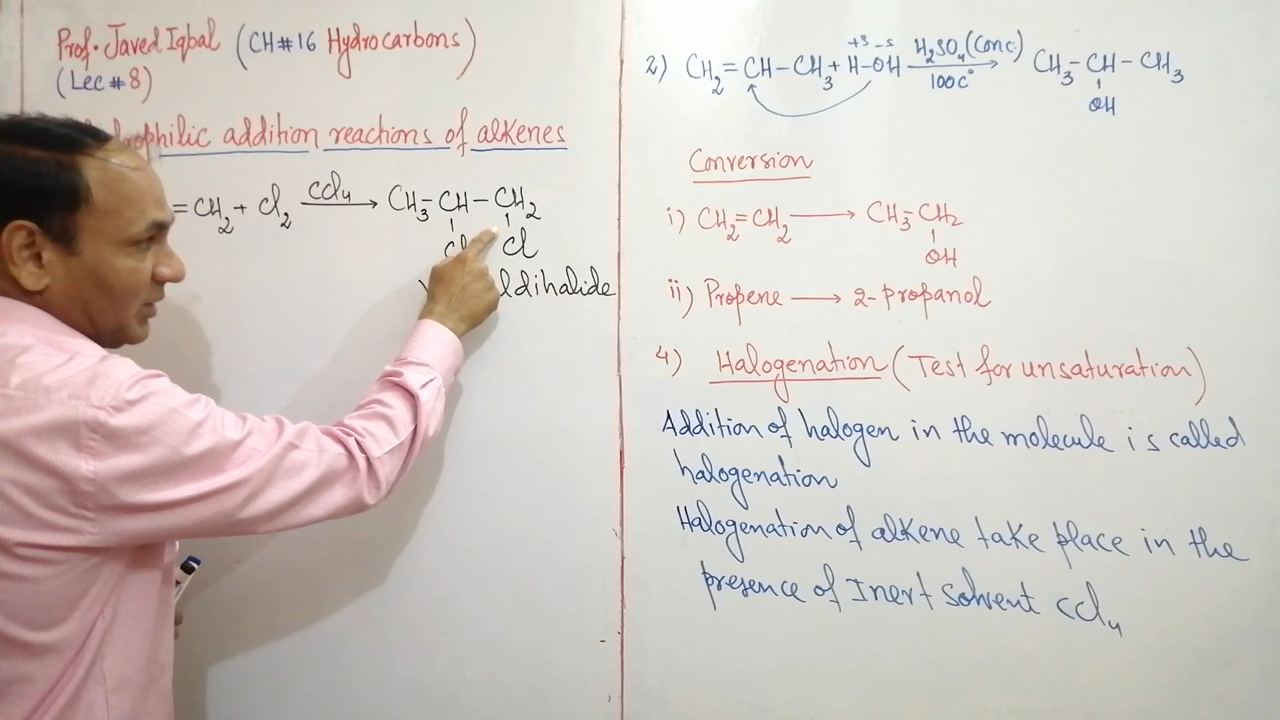 Prof. Javed Iqbal (CH#16 Hydrocarbons)
(Lec#8)
philic addition reactions of alkenes
=CH₂ + Cl₂ —CCl₄→ CH₃-CH-CH₂
Cl
ldihalide
2) CH₂=CH-CH₃ + H-OH —H₂SO₄(Conc.) 100C°→ CH₃-CH-CH₃
+δ -δ
OH
Conversion
i) CH₂=CH₂ ⟶ CH₃-CH₂
OH
ii) Propene ⟶ 2-propanol
4) Halogenation (Test for unsaturation)
Addition of halogen in the molecule is called
halogenation
Halogenation of alkene take place in the
presence of Inert solvent CCl₄